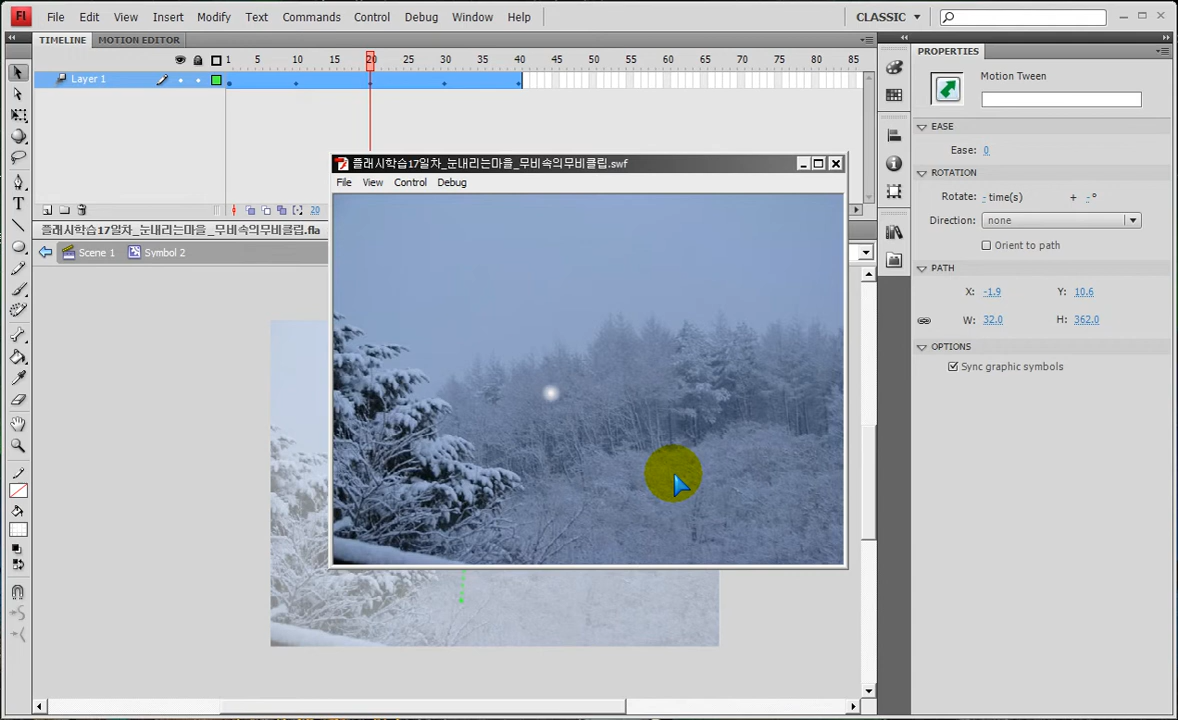 Fl File Edit View Insert Modify Text Commands Control Debug Window Help CLASSIC
TIMELINE MOTION EDITOR
1 5 10 15 20 25 30 35 40 45 50 55 60 65 70 75 80 85
Layer 1
플래시학습17일차_눈내리는마을_무비속의무비클립.swf
File View Control Debug
20
플래시학습17일차_눈내리는마을_무비속의무비클립.fla
Scene 1 Symbol 2
PROPERTIES
Motion Tween
EASE
Ease: 0
ROTATION
Rotate: - time(s) + - °
Direction: none
Orient to path
PATH
X: -1.9 Y: 10.6
W: 32.0 H: 362.0
OPTIONS
Sync graphic symbols